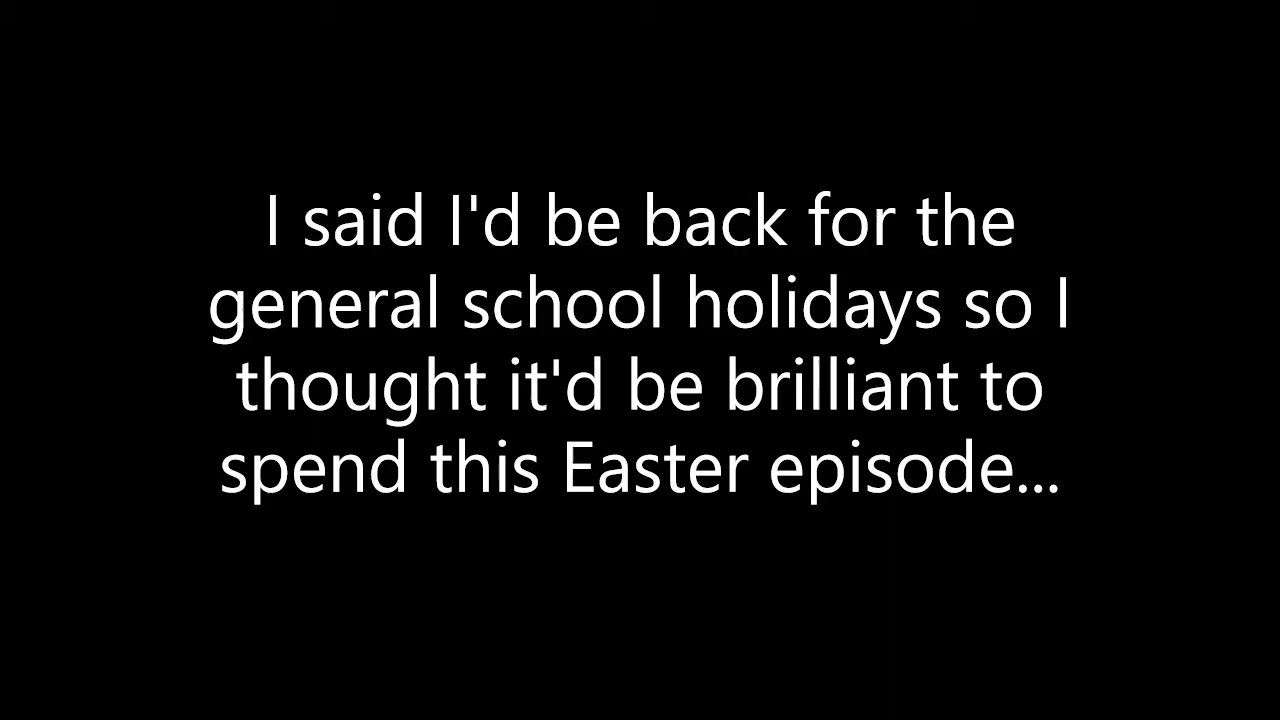 I said I'd be back for the
general school holidays so I
thought it'd be brilliant to
spend this Easter episode...